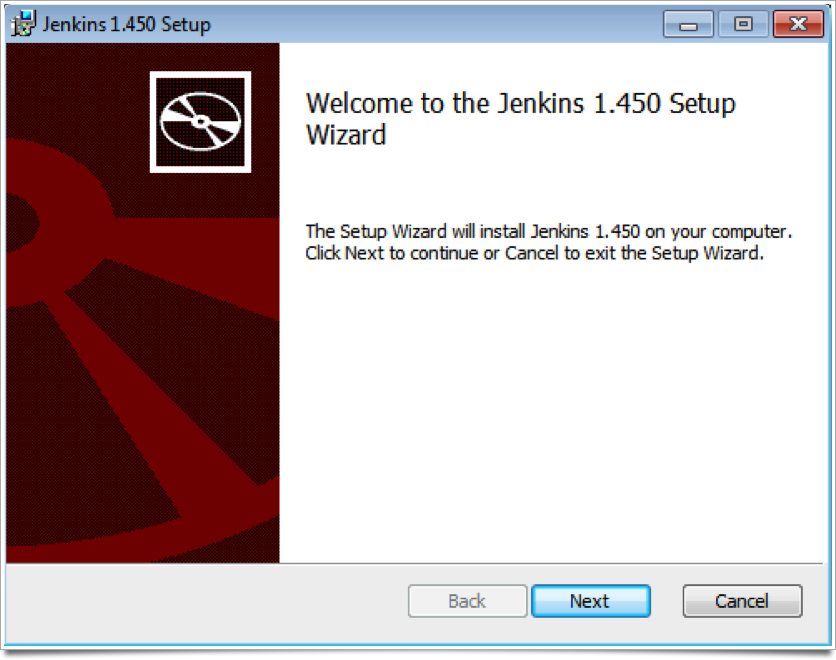 Jenkins 1.450 Setup
Welcome to the Jenkins 1.450 Setup
Wizard
The Setup Wizard will install Jenkins 1.450 on your computer.
Click Next to continue or Cancel to exit the Setup Wizard.
Back Next Cancel